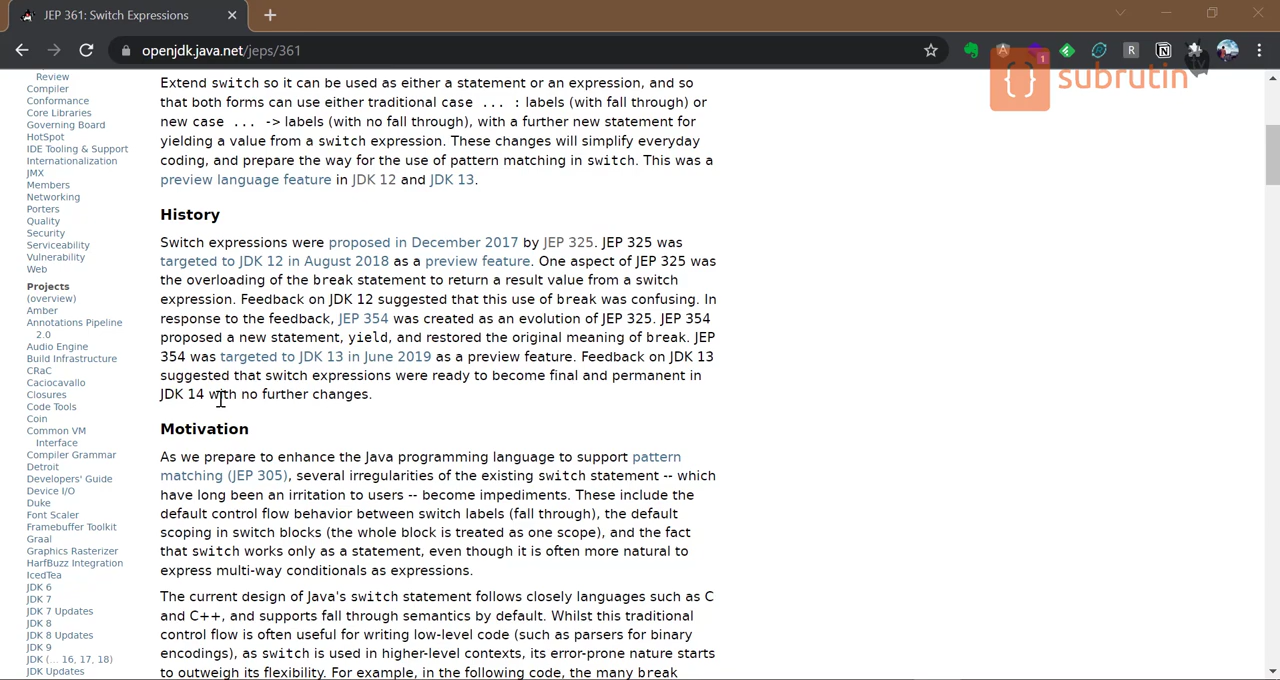 JEP 361: Switch Expressions
openjdk.java.net/jeps/361
R
1
subrutin
tv
Review
Compiler
Conformance
Core Libraries
Governing Board
HotSpot
IDE Tooling & Support
Internationalization
JMX
Members
Networking
Porters
Quality
Security
Serviceability
Vulnerability
Web
Projects
(overview)
Amber
Annotations Pipeline
2.0
Audio Engine
Build Infrastructure
CRaC
Caciocavallo
Closures
Code Tools
Coin
Common VM
Interface
Compiler Grammar
Detroit
Developers' Guide
Device I/O
Duke
Font Scaler
Framebuffer Toolkit
Graal
Graphics Rasterizer
HarfBuzz Integration
IcedTea
JDK 6
JDK 7
JDK 7 Updates
JDK 8
JDK 8 Updates
JDK 9
JDK (... 16, 17, 18)
JDK Updates
Extend switch so it can be used as either a statement or an expression, and so
that both forms can use either traditional case ... : labels (with fall through) or
new case ... -> labels (with no fall through), with a further new statement for
yielding a value from a switch expression. These changes will simplify everyday
coding, and prepare the way for the use of pattern matching in switch. This was a
preview language feature in JDK 12 and JDK 13.
History
Switch expressions were proposed in December 2017 by JEP 325. JEP 325 was
targeted to JDK 12 in August 2018 as a preview feature. One aspect of JEP 325 was
the overloading of the break statement to return a result value from a switch
expression. Feedback on JDK 12 suggested that this use of break was confusing. In
response to the feedback, JEP 354 was created as an evolution of JEP 325. JEP 354
proposed a new statement, yield, and restored the original meaning of break. JEP
354 was targeted to JDK 13 in June 2019 as a preview feature. Feedback on JDK 13
suggested that switch expressions were ready to become final and permanent in
JDK 14 with no further changes.
Motivation
As we prepare to enhance the Java programming language to support pattern
matching (JEP 305), several irregularities of the existing switch statement -- which
have long been an irritation to users -- become impediments. These include the
default control flow behavior between switch labels (fall through), the default
scoping in switch blocks (the whole block is treated as one scope), and the fact
that switch works only as a statement, even though it is often more natural to
express multi-way conditionals as expressions.
The current design of Java's switch statement follows closely languages such as C
and C++, and supports fall through semantics by default. Whilst this traditional
control flow is often useful for writing low-level code (such as parsers for binary
encodings), as switch is used in higher-level contexts, its error-prone nature starts
to outweigh its flexibility. For example, in the following code, the many break